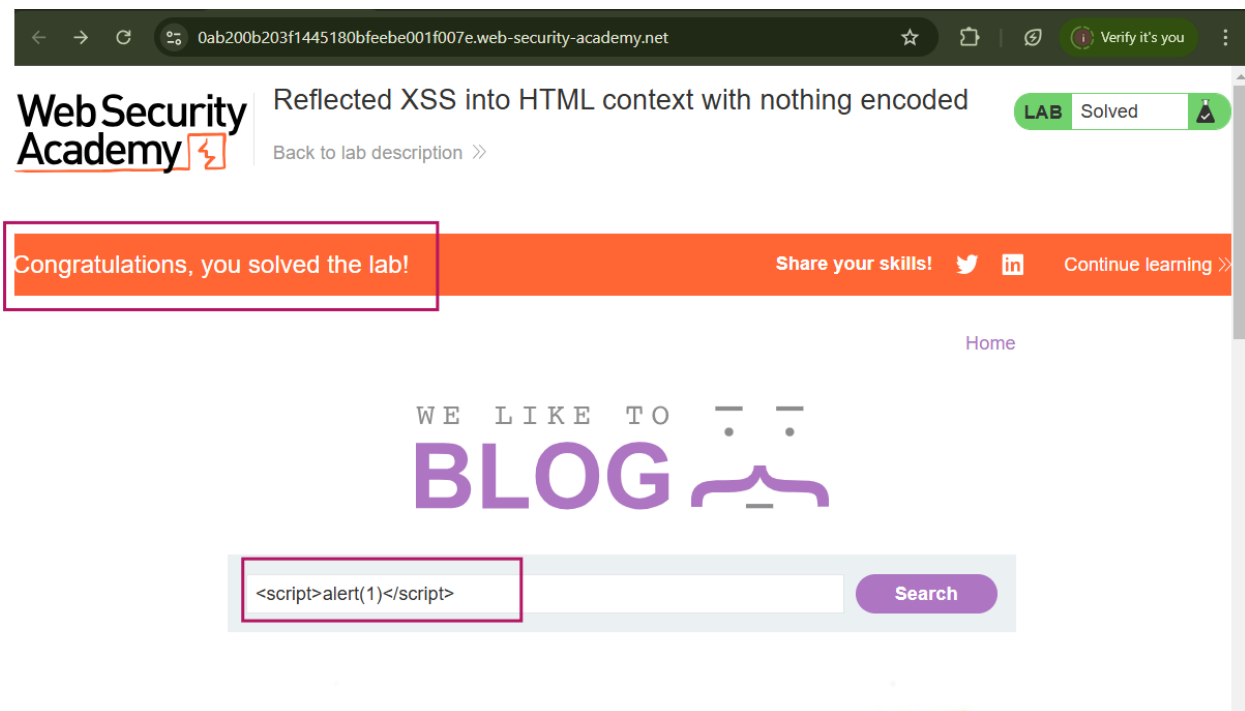 0ab200b203f1445180bfeebe001f007e.web-security-academy.net
Verify it's you
Web Security
Academy
Reflected XSS into HTML context with nothing encoded
Back to lab description
LAB Solved
Congratulations, you solved the lab!
Share your skills!
in
Continue learning
Home
WE LIKE TO
BLOG
<script>alert(1)</script>
Search